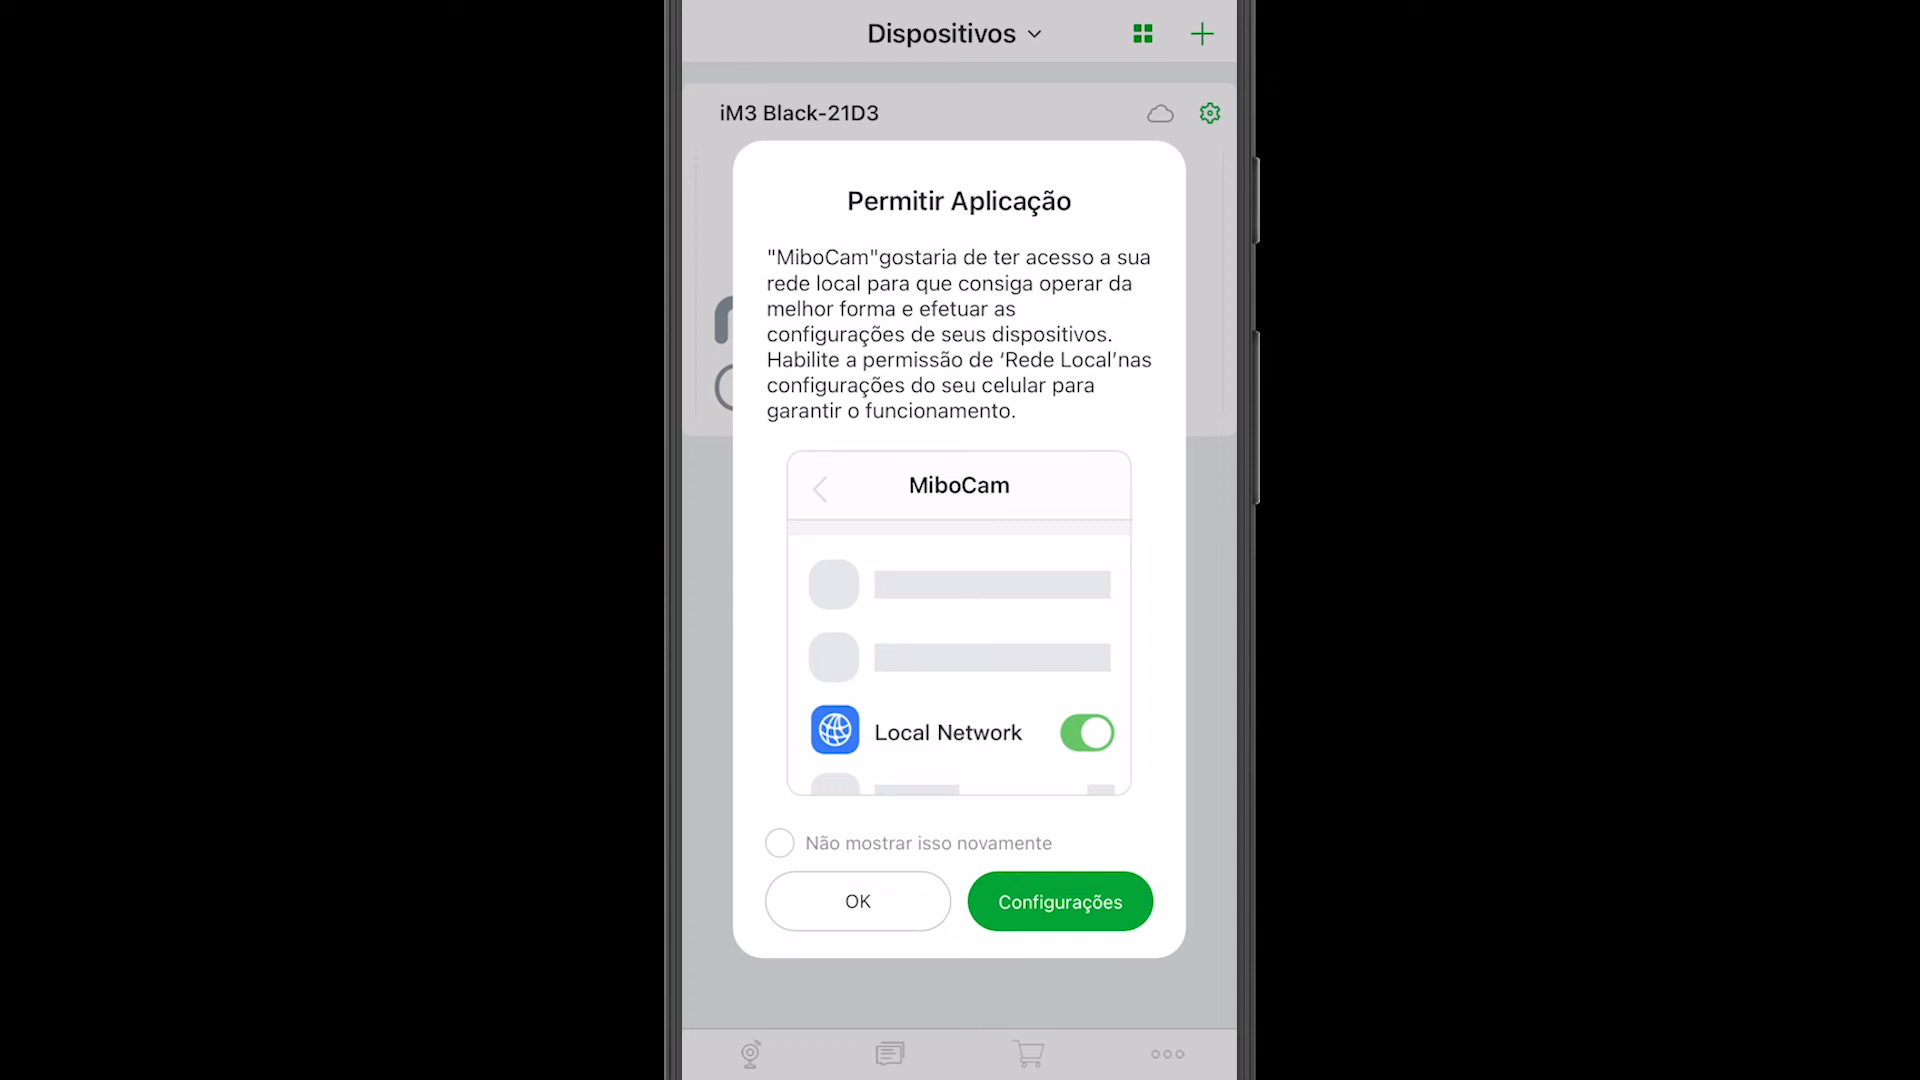 Dispositivos
iM3 Black-21D3
Permitir Aplicação
"MiboCam"gostaria de ter acesso a sua
rede local para que consiga operar da
melhor forma e efetuar as
configurações de seus dispositivos.
Habilite a permissão de ‘Rede Local’nas
configurações do seu celular para
garantir o funcionamento.
MiboCam
Local Network
Não mostrar isso novamente
OK
Configurações